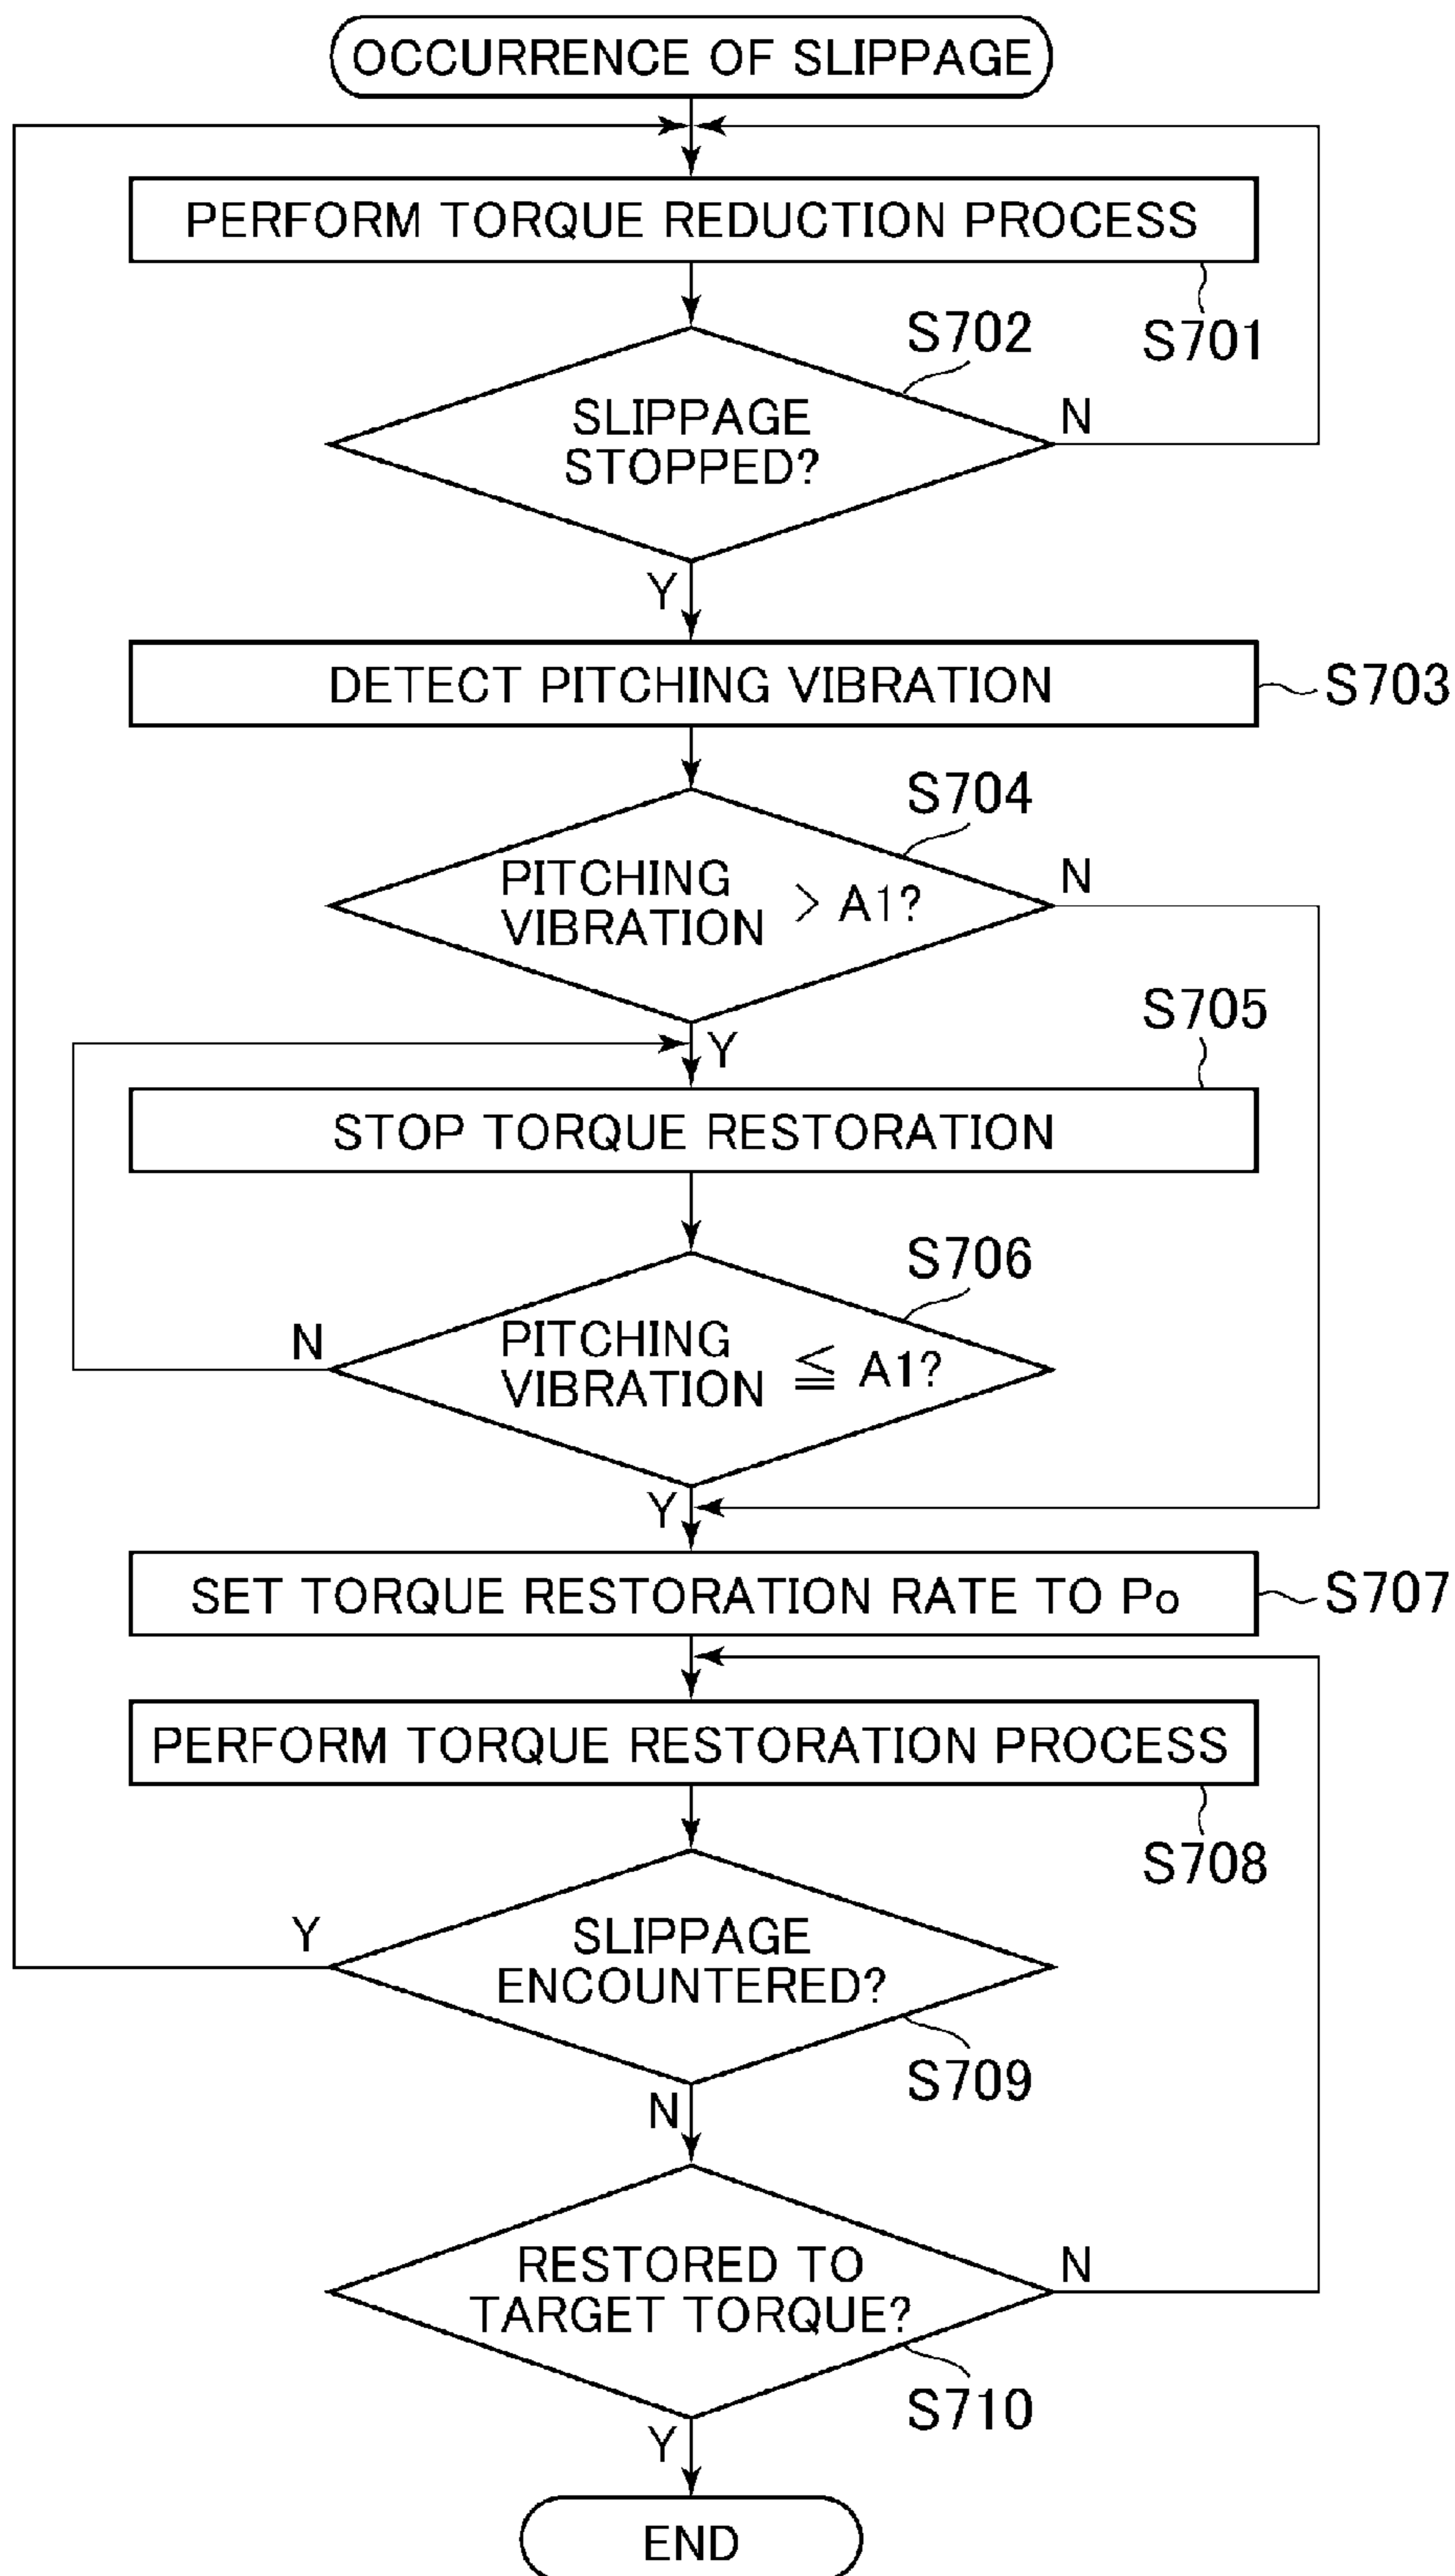 OCCURRENCE OF SLIPPAGE
PERFORM TORQUE REDUCTION PROCESS
S701
S702
SLIPPAGE
STOPPED?
N
Y
DETECT PITCHING VIBRATION
S703
S704
PITCHING
VIBRATION > A1?
N
Y
S705
STOP TORQUE RESTORATION
S706
PITCHING
VIBRATION ≦ A1?
N
Y
SET TORQUE RESTORATION RATE TO Po
S707
PERFORM TORQUE RESTORATION PROCESS
S708
Y
SLIPPAGE
ENCOUNTERED?
S709
N
RESTORED TO
TARGET TORQUE?
N
S710
Y
END